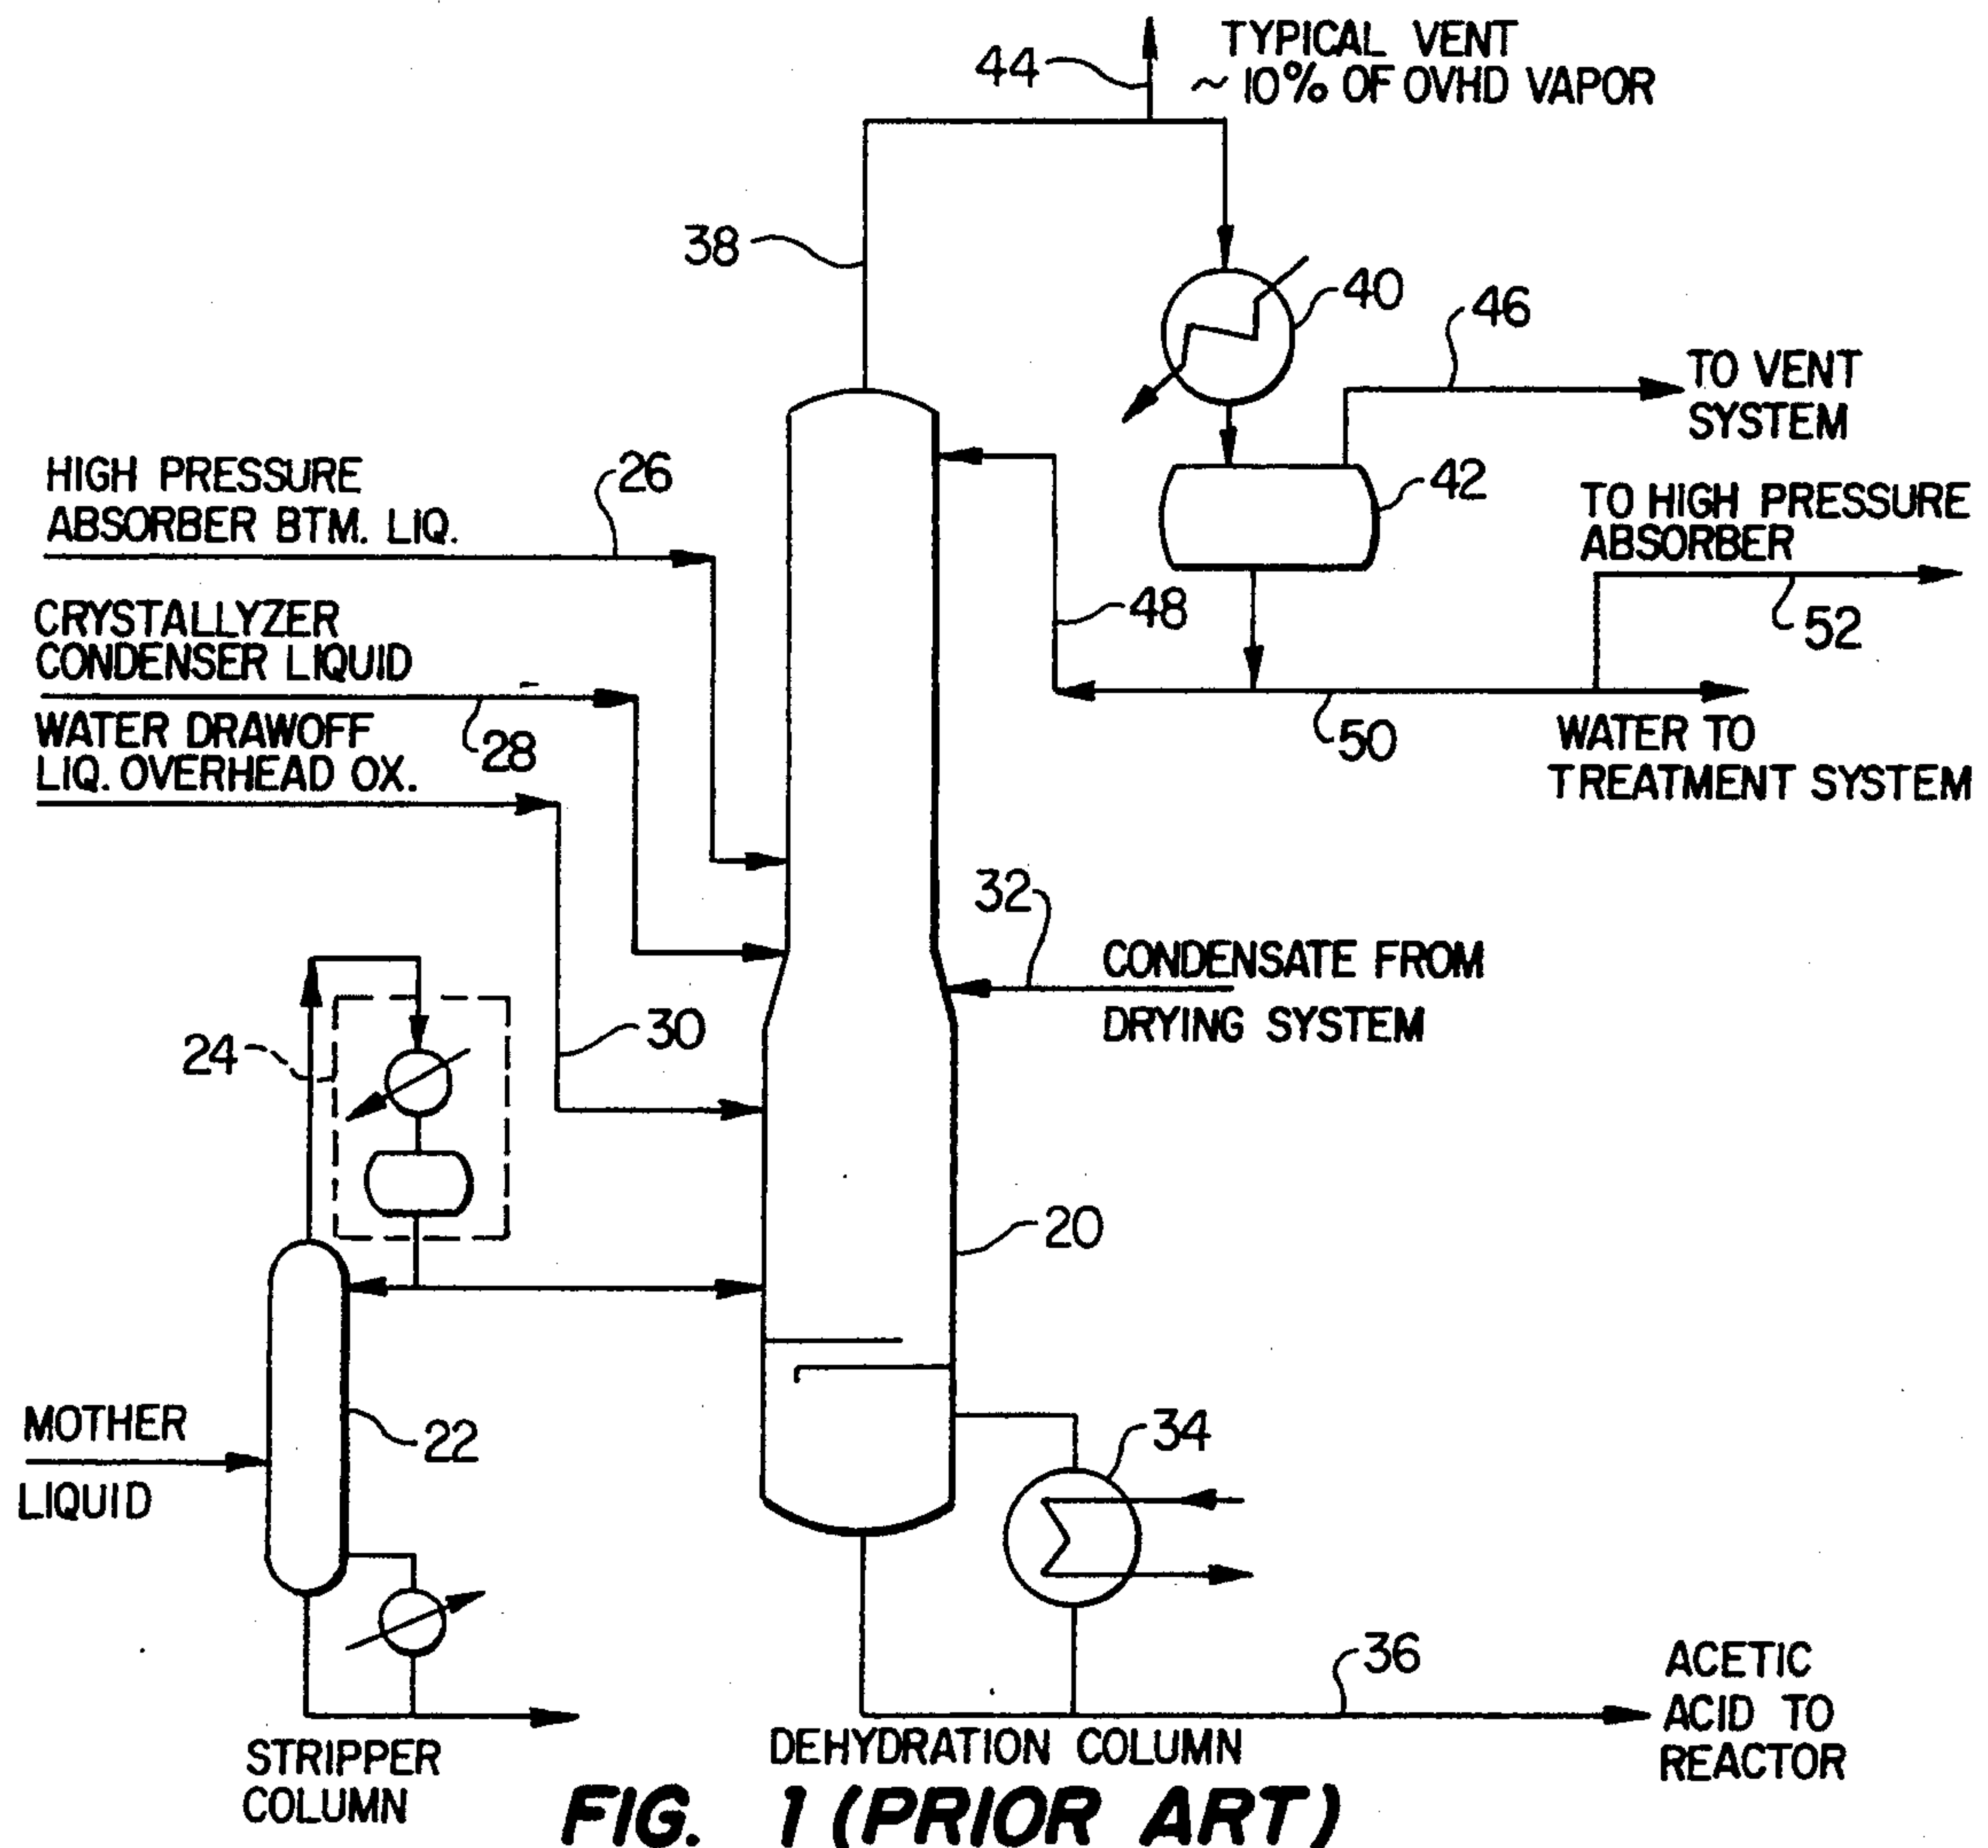 44
TYPICAL VENT
~ 10% OF OVHD VAPOR
38
40
46
TO VENT
SYSTEM
HIGH PRESSURE
ABSORBER BTM. LIQ.
26
42
TO HIGH PRESSURE
ABSORBER
CRYSTALLYZER
CONDENSER LIQUID
48
52
WATER DRAWOFF
LIQ. OVERHEAD OX.
28
50
WATER TO
TREATMENT SYSTEM
32
CONDENSATE FROM
DRYING SYSTEM
24
30
20
MOTHER
LIQUID
22
34
36
ACETIC
ACID TO
REACTOR
STRIPPER
COLUMN
DEHYDRATION COLUMN
FIG. 1 (PRIOR ART)